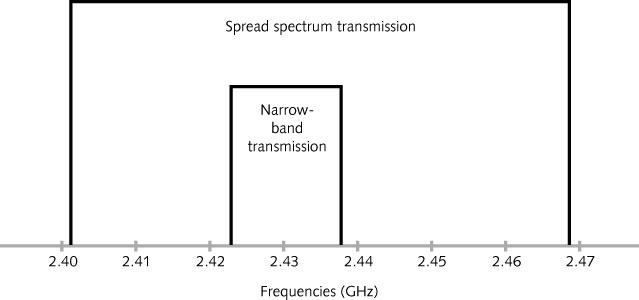 Spread spectrum transmission
Narrow-
band
transmission
2.40 2.41 2.42 2.43 2.44 2.45 2.46 2.47
Frequencies (GHz)